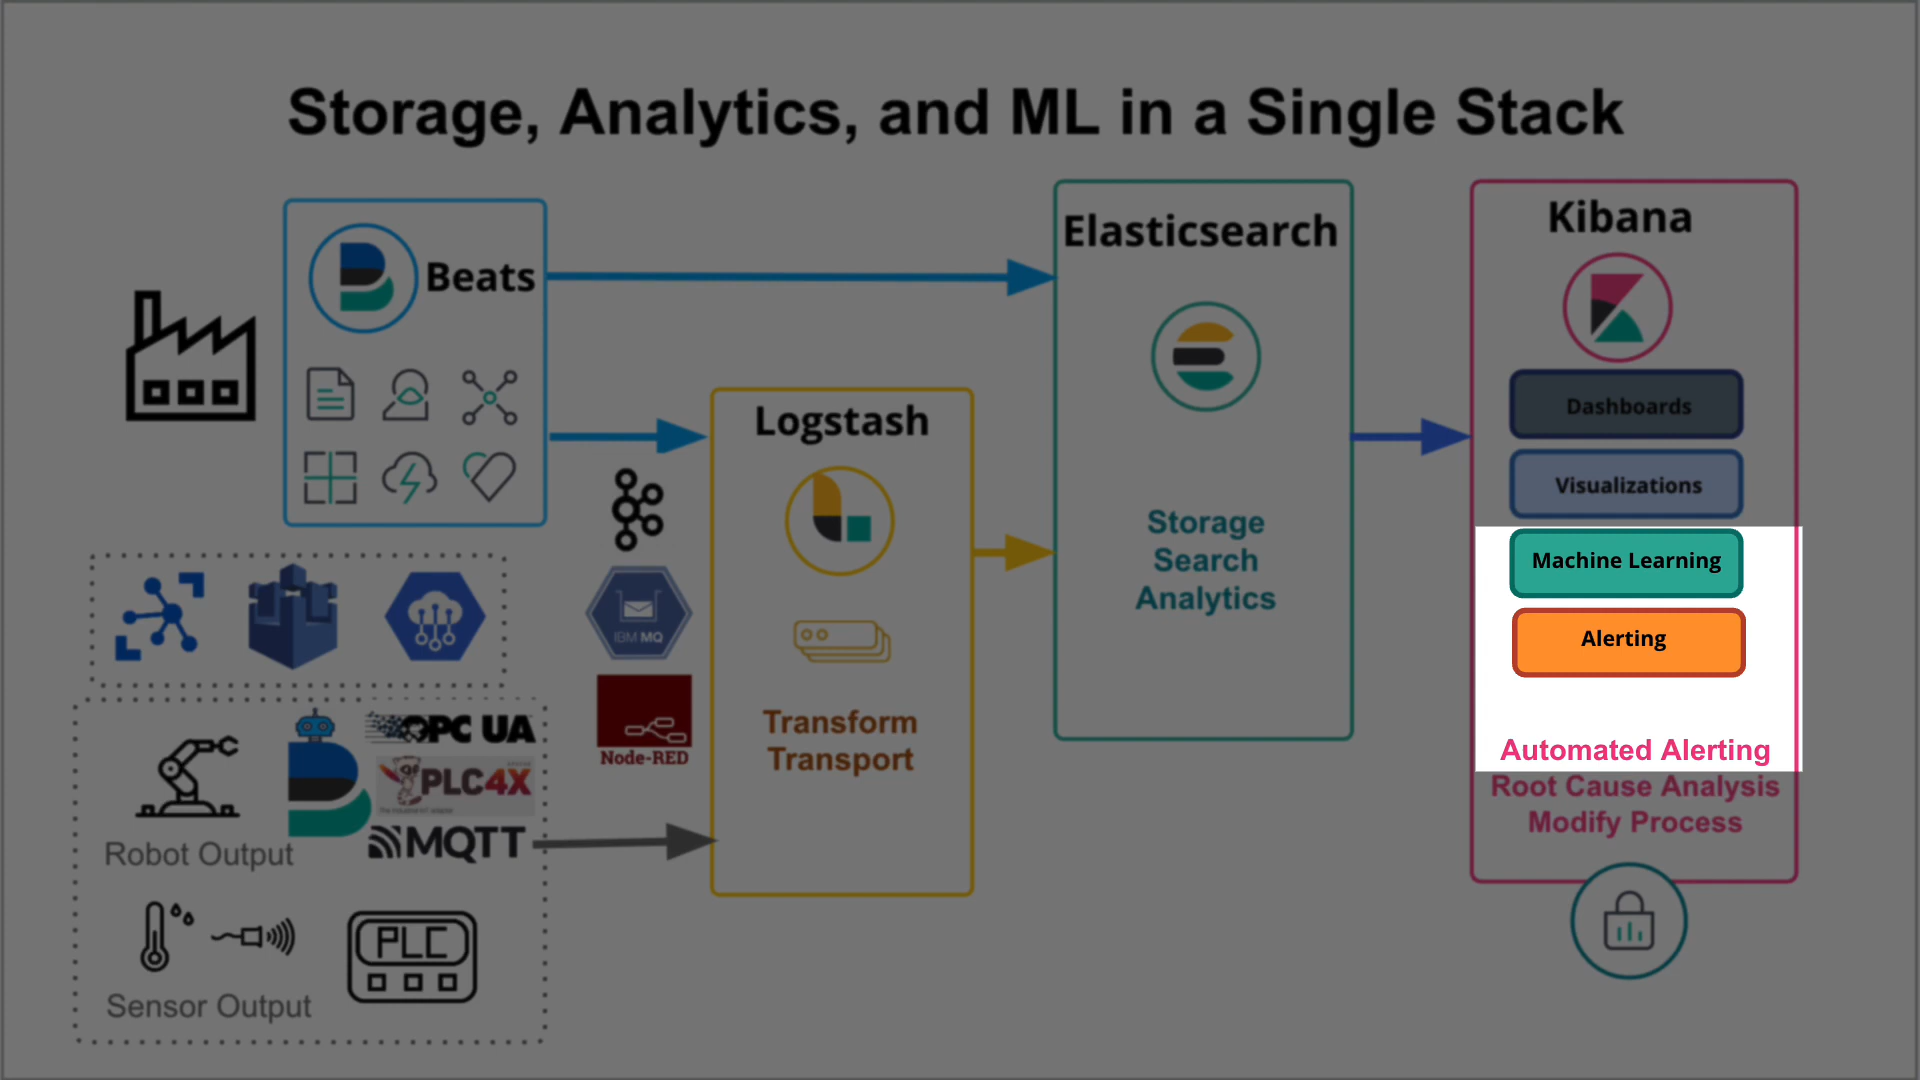 Storage, Analytics, and ML in a Single Stack
Beats
Elasticsearch
Storage
Search
Analytics
Kibana
Dashboards
Visualizations
Machine Learning
Alerting
Automated Alerting
Root Cause Analysis
Modify Process
Logstash
Transform
Transport
IBM MQ
Node-RED
OPC UA
PLC4X
MQTT
Robot Output
PLC
Sensor Output